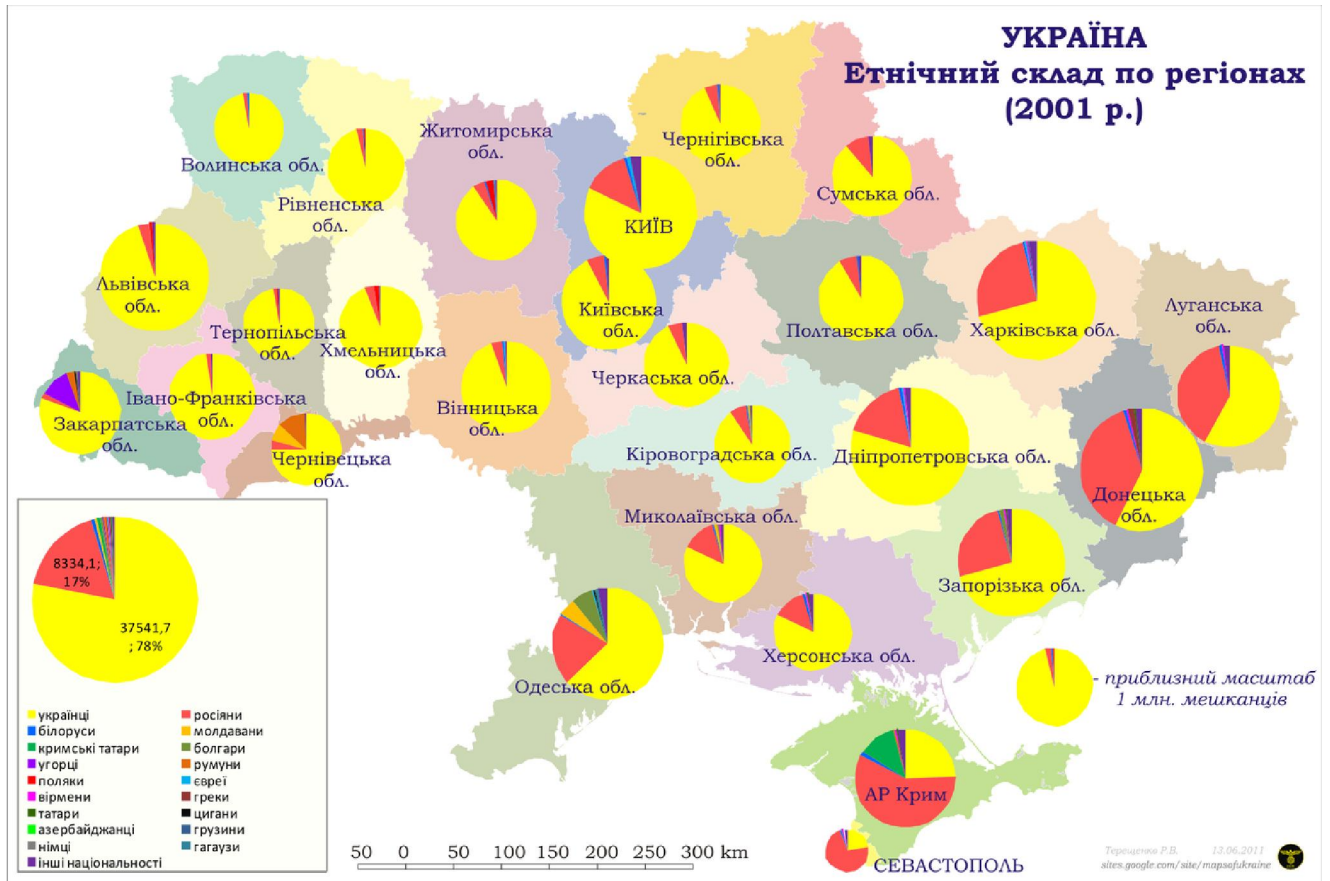 УКРАЇНА
Етнічний склад по регіонах
(2001 р.)
Волинська обл.
Рівненська
обл.
Житомирська
обл.
Чернігівська
обл.
Сумська обл.
КИЇВ
Київська
обл.
Львівська
обл.
Тернопільська
обл.
Хмельницька
обл.
Полтавська обл.
Харківська обл.
Луганська
обл.
Івано-Франківська
обл.
Закарпатська
обл.
Вінницька
обл.
Черкаська обл.
Чернівецька
обл.
Кіровоградська обл.
Дніпропетровська обл.
Донецька
обл.
Миколаївська обл.
Запорізька обл.
Одеська обл.
Херсонська обл.
- приблизний масштаб
1 млн. мешканців
АР Крим
СЕВАСТОПОЛЬ
8334,1;
17%
37541,7
; 78%
українці
росіяни
білоруси
молдавани
кримські татари
болгари
угорці
румуни
поляки
євреї
вірмени
греки
татари
цигани
азербайджанці
грузини
німці
гагаузи
інші національності
50 0 50 100 150 200 250 300 km
Терещенко Р.В. 13.06.2011
sites.google.com/site/mapsofukraine